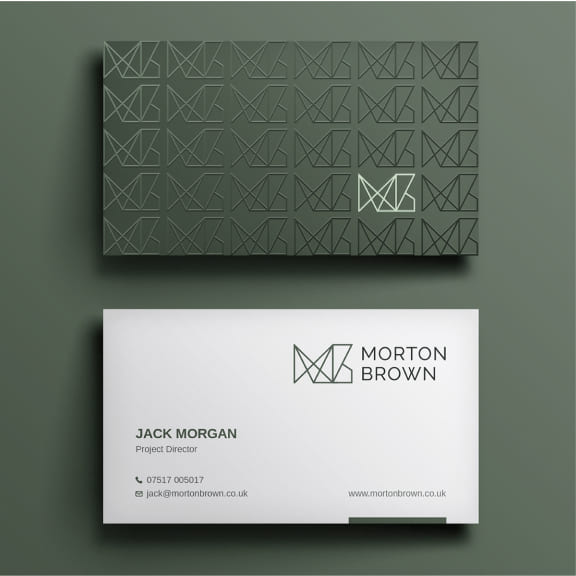 MORTON
BROWN
JACK MORGAN
Project Director
07517 005017
jack@mortonbrown.co.uk
www.mortonbrown.co.uk